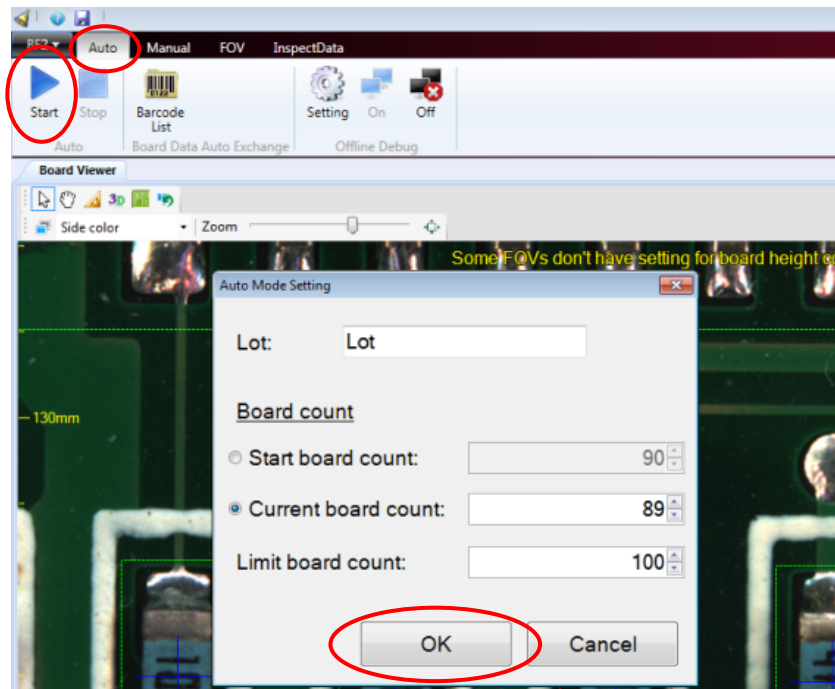 BF2
Auto
Manual
FOV
InspectData
Start
Stop
Barcode
List
Setting
On
Off
Auto
Board Data Auto Exchange
Offline Debug
Board Viewer
3D
Side color
Zoom
Some FOVs don't have setting for board height co
Auto Mode Setting
Lot:
Lot
Board count
130mm
Start board count:
90
Current board count:
89
Limit board count:
100
OK
Cancel